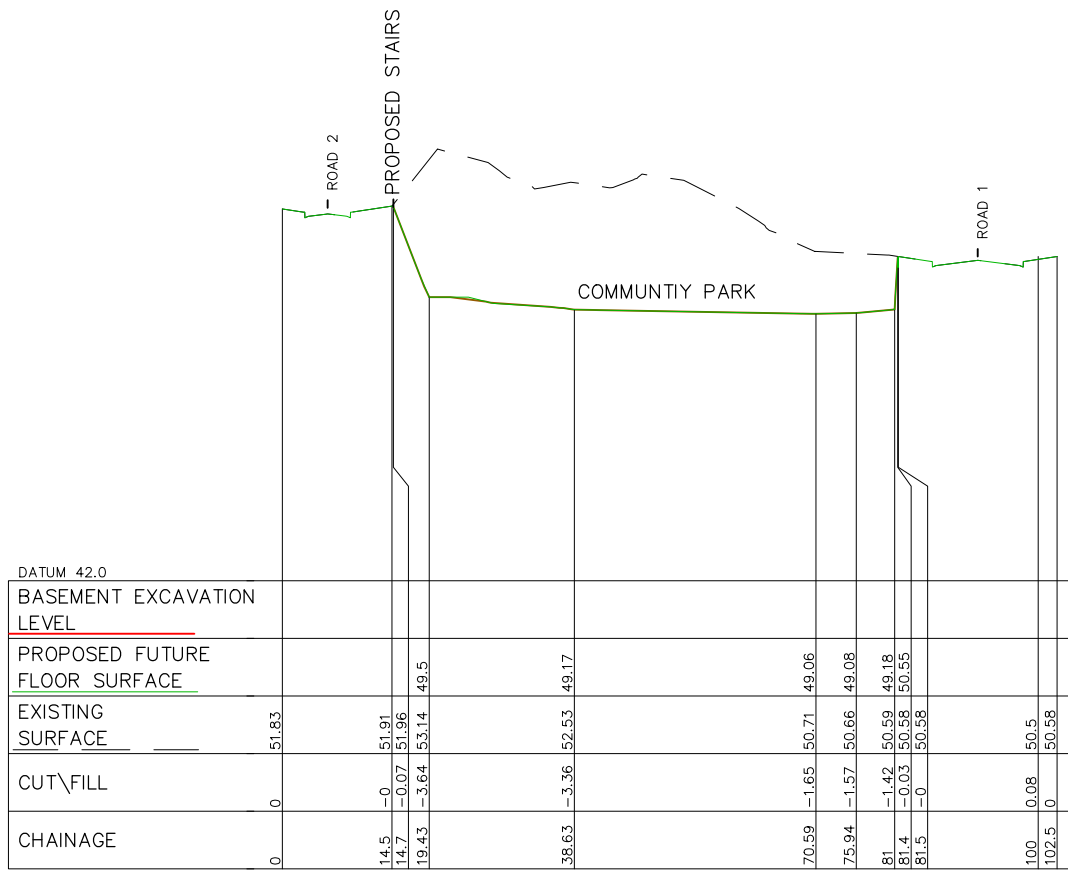 PROPOSED STAIRS
ROAD 2
ROAD 1
COMMUNTIY PARK
DATUM 42.0
BASEMENT EXCAVATION
LEVEL
PROPOSED FUTURE
FLOOR SURFACE
49.5 49.17 49.06 49.08 49.18 50.55
EXISTING
SURFACE
51.83 51.91 51.96 53.14 52.53 50.71 50.66 50.59 50.58 50.58 50.5 50.58
CUT\FILL
0 -0 -0.07 -3.64 -3.36 -1.65 -1.57 -1.42 -0.03 -0 0.08 0
CHAINAGE
0 14.5 14.7 19.43 38.63 70.59 75.94 81 81.4 81.5 100 102.5